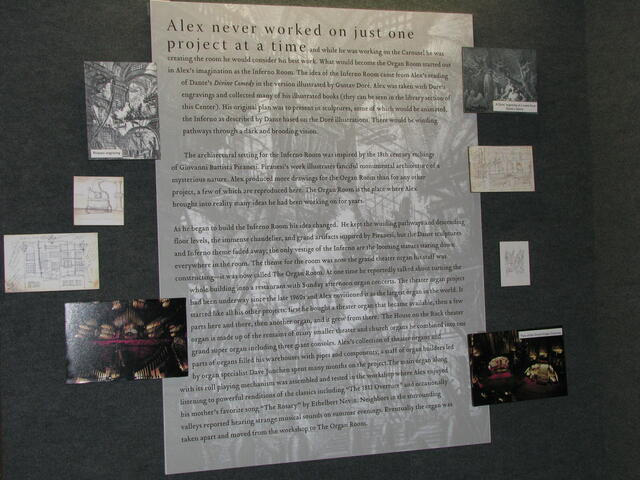 Alex never worked on just one
project at a time and while he was working on the Carousel he was
creating the room he would consider his best work. What would become the Organ Room started out
in Alex's imagination as the Inferno Room. The idea of the Inferno Room came from Alex's reading
of Dante's Divine Comedy in the version illustrated by Gustav Doré. Alex was taken with Doré's
engravings and collected many of his illustrated books (they can be seen in the library section of
this Center). His original plan was to present in sculptures, some of which would be animated,
the Inferno as described by Dante based on the Doré illustrations. There would be winding
pathways through a dark and brooding vision.
The architectural setting for the Inferno Room was inspired by the 18th century etchings
of Giovanni Battista Piranesi. Piranesi's work illustrates fanciful monumental architecture of a
mysterious nature. Alex produced more drawings for the Organ Room than for any other
project, a few of which are reproduced here. The Organ Room is the place where Alex
brought into reality many ideas he had been working on for years.
As he began to build the Inferno Room his idea changed. He kept the winding pathways and descending
floor levels, the immense chandelier, and grand artifacts inspired by Piranesi, but the Dante sculptures
and Inferno theme faded away; the only vestige of the Inferno are the looming statues staring down
everywhere in the room. The theme for the room was now the grand theater organ his staff was
constructing—it was now called The Organ Room. At one time he reportedly talked about turning the
whole building into a restaurant with Sunday afternoon organ concerts. The theater organ project
had been underway since the late 1960s and Alex envisioned it as the largest organ in the world. It
started like all his other projects: first he bought a theater organ that became available, then a few
parts here and there, then another organ, and it grew from there. The House on the Rock theater
organ is made up of the remains of many smaller theater and church organs he combined into one
grand super organ including three giant consoles. Alex's collection of theater organs and
parts of organs filled his warehouses with pipes and components; a staff of organ builders led
by organ specialist Dave Junchen spent many months on the project. The main organ along
with its roll playing mechanism was assembled and tested in the workshop where Alex enjoyed
listening to powerful renditions of the classics including "The 1812 Overture" and occasionally
his mother's favorite song "The Rosary" by Ethelbert Nevin. Neighbors in the surrounding
valleys reported hearing strange musical sounds on summer evenings. Eventually the organ was
taken apart and moved from the workshop to The Organ Room.
Piranesi engraving